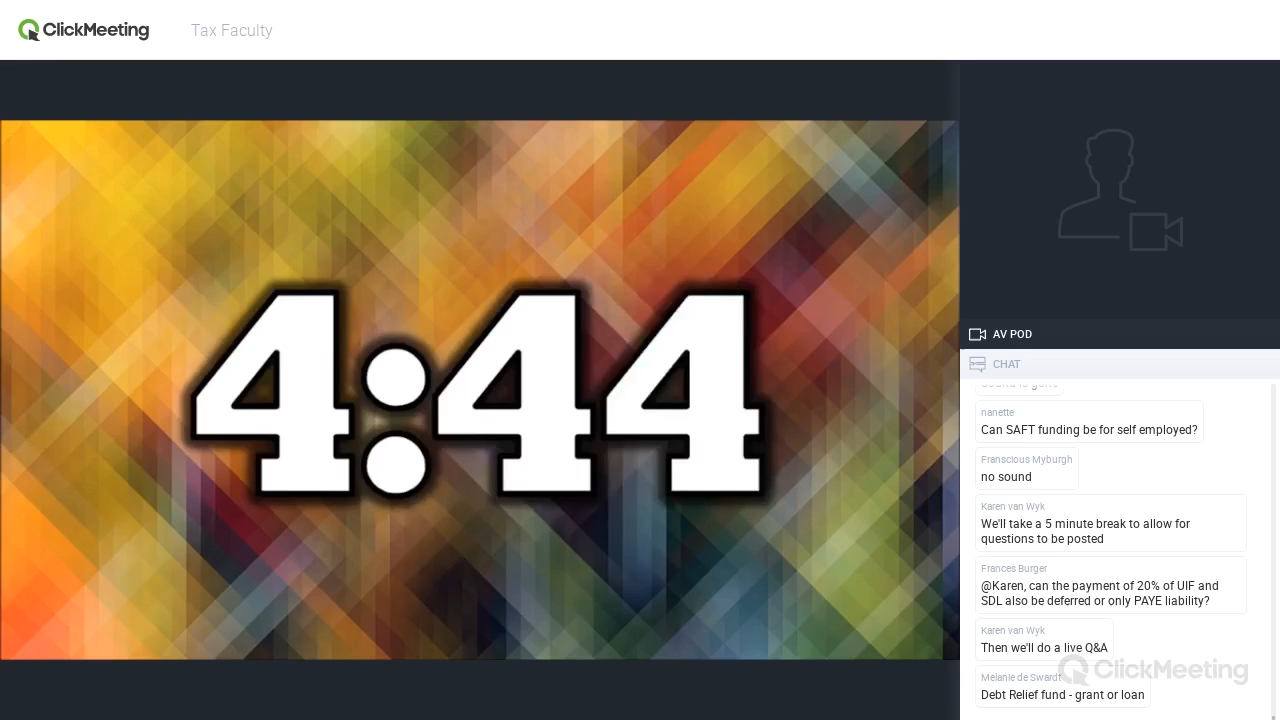 ClickMeeting
Tax Faculty
4:44
AV POD
CHAT
Sound is gone
nanette
Can SAFT funding be for self employed?
Franscious Myburgh
no sound
Karen van Wyk
We'll take a 5 minute break to allow for
questions to be posted
Frances Burger
@Karen, can the payment of 20% of UIF and
SDL also be deferred or only PAYE liability?
Karen van Wyk
Then we'll do a live Q&A
Melanie de Swardt
Debt Relief fund - grant or loan
ClickMeeting